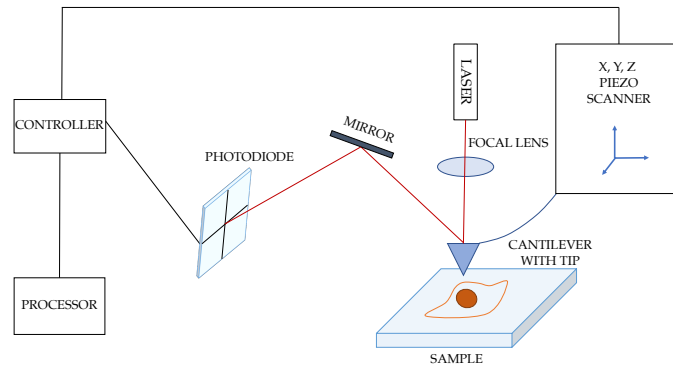 LASER
X, Y, Z
PIEZO
SCANNER
CONTROLLER
MIRROR
FOCAL LENS
PHOTODIODE
CANTILEVER
WITH TIP
PROCESSOR
SAMPLE